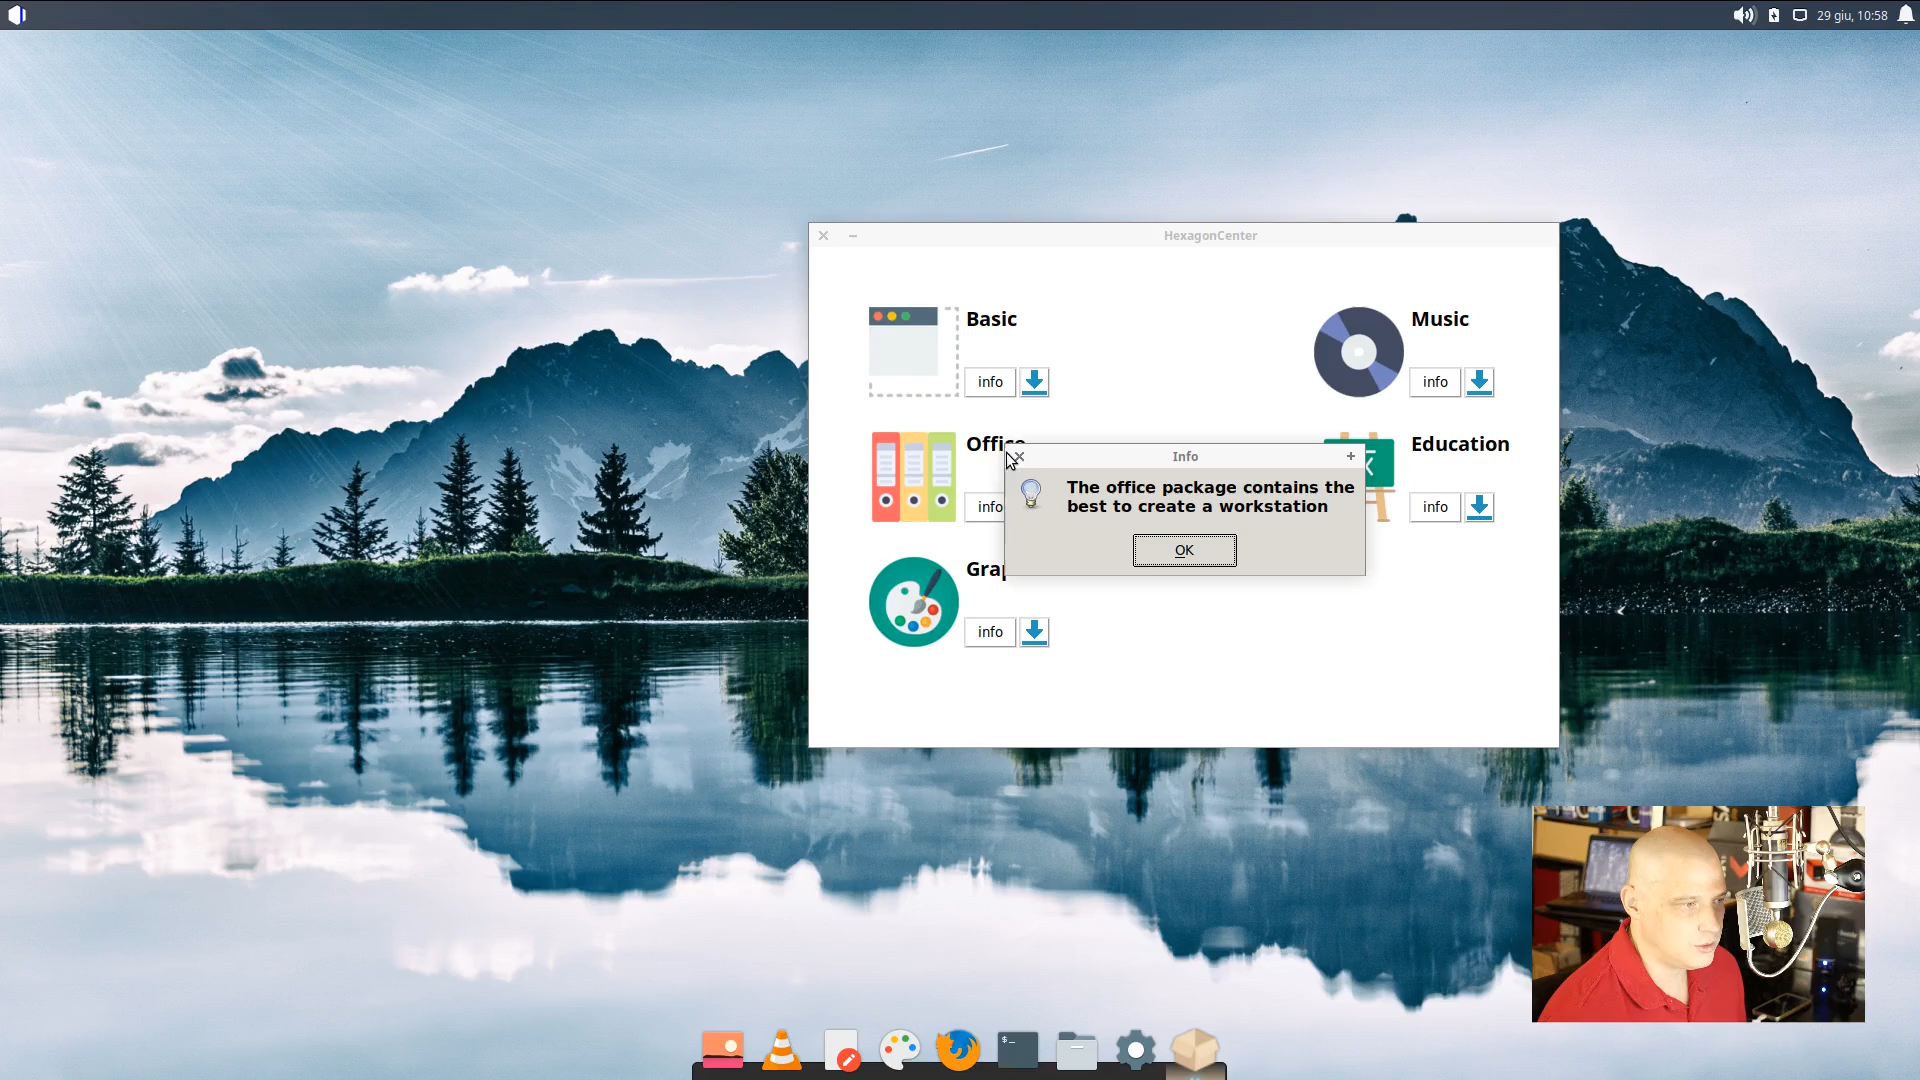 29 giu, 10:58
HexagonCenter
Basic
info
Music
info
Office
info
Education
info
Info
The office package contains the
best to create a workstation
OK
Grap
info
$_